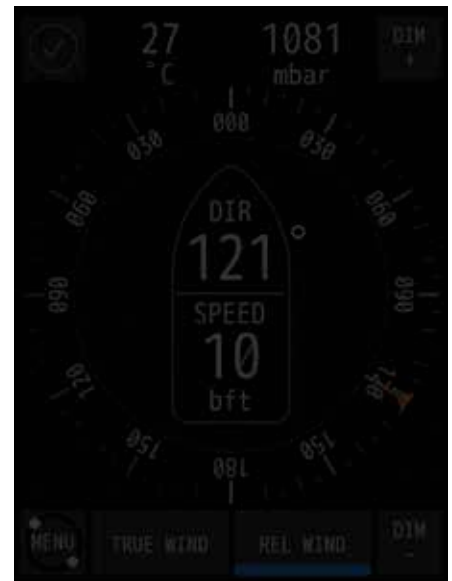 27
°C
1081
mbar
DIM
+
000
030
030
060
060
090
090
120
120
150
150
180
DIR
121°
SPEED
10
bft
MENU
TRUE WIND
REL WIND
DIM
-